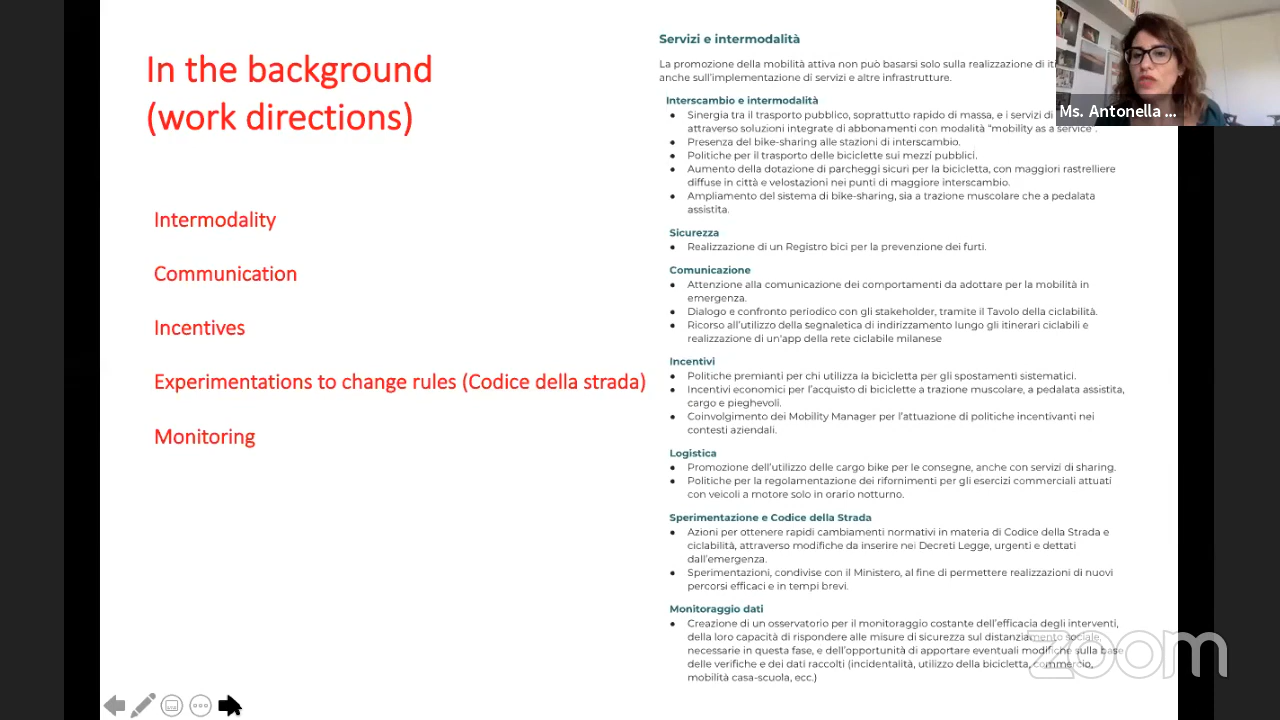 In the background
(work directions)
Intermodality
Communication
Incentives
Experimentations to change rules (Codice della strada)
Monitoring
Servizi e intermodalità
La promozione della mobilità attiva non può basarsi solo sulla realizzazione di
anche sull'implementazione di servizi e altre infrastrutture.
Interscambio e intermodalità
● Sinergia tra il trasporto pubblico, soprattutto rapido di massa, e i servizi di
attraverso soluzioni integrate di abbonamenti con modalità "mobility as a service".
● Presenza del bike-sharing alle stazioni di interscambio.
● Politiche per il trasporto delle biciclette sui mezzi pubblici.
● Aumento della dotazione di parcheggi sicuri per la bicicletta, con maggiori rastrelliere
diffuse in città e velostazioni nei punti di maggiore interscambio.
● Ampliamento del sistema di bike-sharing, sia a trazione muscolare che a pedalata
assistita.
Sicurezza
● Realizzazione di un Registro bici per la prevenzione dei furti.
Comunicazione
● Attenzione alla comunicazione dei comportamenti da adottare per la mobilità in
emergenza.
● Dialogo e confronto periodico con gli stakeholder, tramite il Tavolo della ciclabilità.
● Ricorso all'utilizzo della segnaletica di indirizzamento lungo gli itinerari ciclabili e
realizzazione di un'app della rete ciclabile milanese
Incentivi
● Politiche premianti per chi utilizza la bicicletta per gli spostamenti sistematici.
● Incentivi economici per l'acquisto di biciclette a trazione muscolare, a pedalata assistita,
cargo e pieghevoli.
● Coinvolgimento dei Mobility Manager per l'attuazione di politiche incentivanti nei
contesti aziendali.
Logistica
● Promozione dell'utilizzo delle cargo bike per le consegne, anche con servizi di sharing.
● Politiche per la regolamentazione dei rifornimenti per gli esercizi commerciali attuati
con veicoli a motore solo in orario notturno.
Sperimentazione e Codice della Strada
● Azioni per ottenere rapidi cambiamenti normativi in materia di Codice della Strada e
ciclabilità, attraverso modifiche da inserire nei Decreti Legge, urgenti e dettati
dall'emergenza.
● Sperimentazioni, condivise con il Ministero, al fine di permettere realizzazioni di nuovi
percorsi efficaci e in tempi brevi.
Monitoraggio dati
● Creazione di un osservatorio per il monitoraggio costante dell'efficacia degli interventi,
della loro capacità di rispondere alle misure di sicurezza sul distanziamento sociale,
necessarie in questa fase, e dell'opportunità di apportare eventuali modifiche sulla base
delle verifiche e dei dati raccolti (incidentalità, utilizzo della bicicletta, commercio,
mobilità casa-scuola, ecc.)
Ms. Antonella ...
zoom